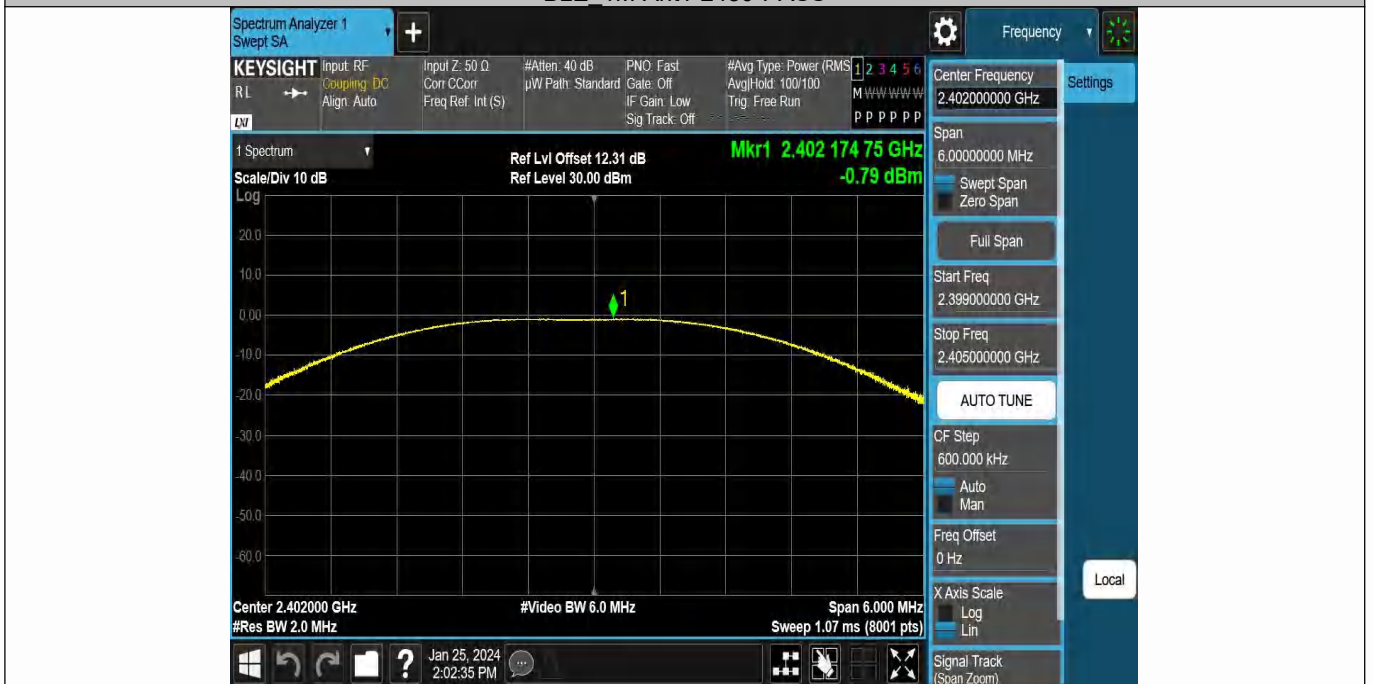 Spectrum Analyzer 1
Swept SA
+
Frequency
KEYSIGHT
RL
LXI
Input: RF
Coupling: DC
Align: Auto
Input Z: 50 Ω
Corr CCorr
Freq Ref: Int (S)
#Atten: 40 dB
µW Path: Standard
PNO: Fast
Gate: Off
IF Gain: Low
Sig Track: Off
#Avg Type: Power (RMS
Avg|Hold: 100/100
Trig: Free Run
1 2 3 4 5 6
M W W W W W
P P P P P P
1 Spectrum
Scale/Div 10 dB
Log
Ref Lvl Offset 12.31 dB
Ref Level 30.00 dBm
Mkr1 2.402 174 75 GHz
-0.79 dBm
20.0
10.0
0.00
-10.0
-20.0
-30.0
-40.0
-50.0
-60.0
1
Center 2.402000 GHz
#Res BW 2.0 MHz
#Video BW 6.0 MHz
Span 6.000 MHz
Sweep 1.07 ms (8001 pts)
Center Frequency
2.402000000 GHz
Settings
Span
6.00000000 MHz
Swept Span
Zero Span
Full Span
Start Freq
2.399000000 GHz
Stop Freq
2.405000000 GHz
AUTO TUNE
CF Step
600.000 kHz
Auto
Man
Freq Offset
0 Hz
X Axis Scale
Log
Lin
Local
Signal Track
(Span Zoom)
?
Jan 25, 2024
2:02:35 PM